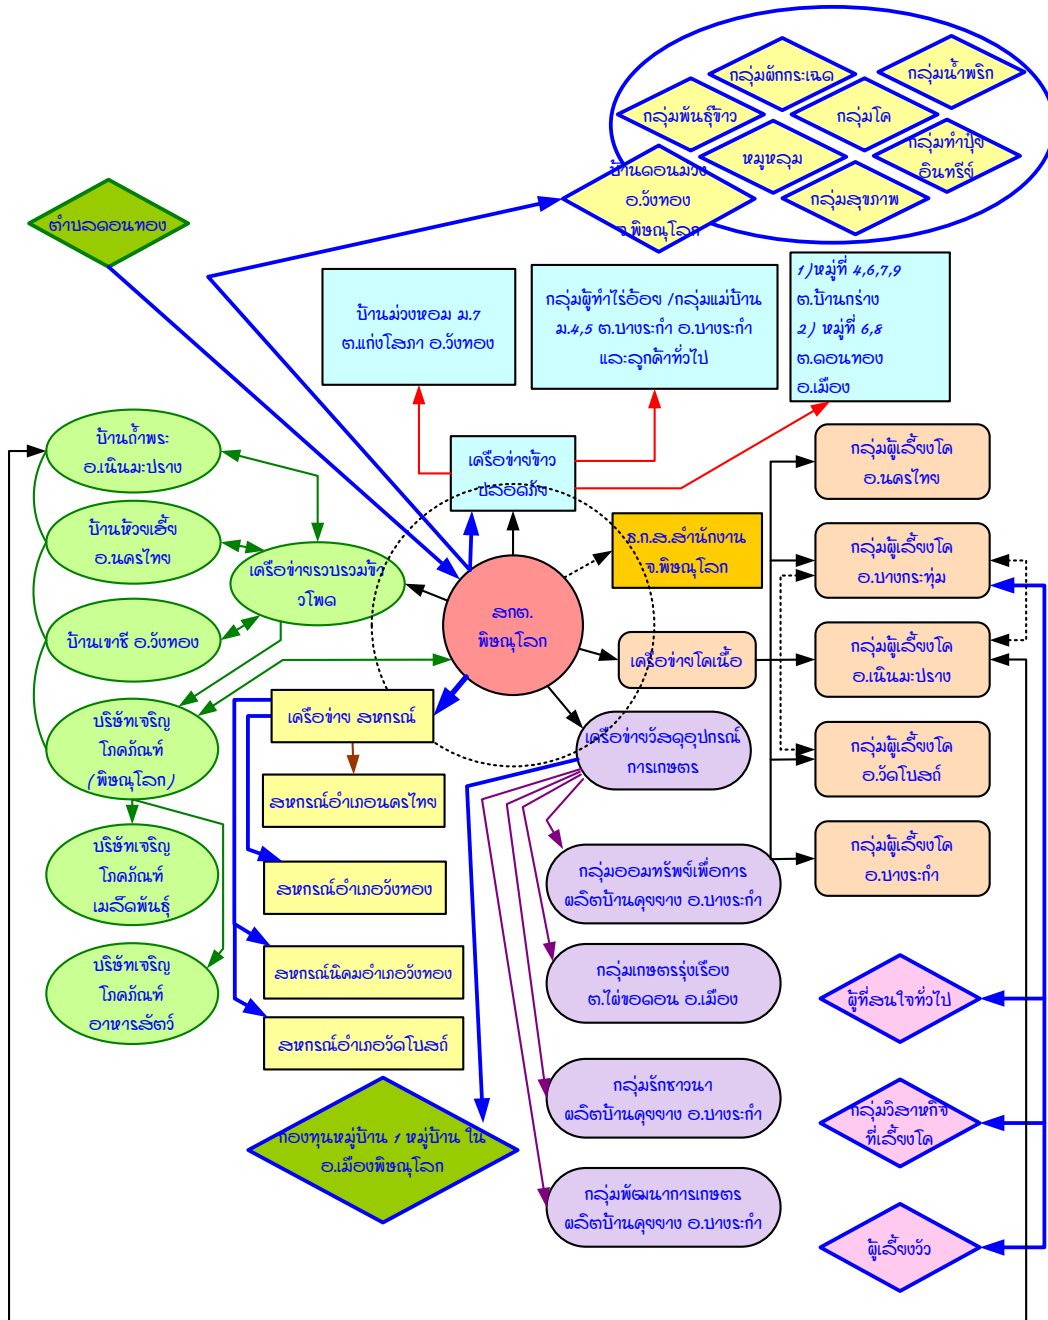 กลุ่มผักกระเฉด
กลุ่มน้ำพริก
กลุ่มพันธุ์ข้าว
กลุ่มโค
กลุ่มทำปุ๋ย
อินทรีย์
หมูหลุม
กลุ่มสุขภาพ
บ้านดอนม่วง
อ.วังทอง
จ.พิษณุโลก
ตำบลดอนทอง
บ้านม่วงหอม ม.7
ต.แก่งโสภา อ.วังทอง
กลุ่มผู้ทำไร่อ้อย /กลุ่มแม่บ้าน
ม.4,5 ต.บางระกำ อ.บางระกำ
และลูกค้าทั่วไป
1)หมู่ที่ 4,6,7,9
ต.บ้านกร่าง
2) หมู่ที่ 6,8
ต.ดอนทอง
อ.เมือง
บ้านถ้ำพระ
อ.เนินมะปราง
เครือข่ายข้าว
ปลอดภัย
กลุ่มผู้เลี้ยงโค
อ.นครไทย
บ้านห้วยเฮี้ย
อ.นครไทย
ธ.ก.ส.สำนักงาน
จ.พิษณุโลก
กลุ่มผู้เลี้ยงโค
อ.บางกระทุ่ม
เครือข่ายรวบรวมข้า
วโพด
สกต.
พิษณุโลก
บ้านเขารี อ.วังทอง
เครือข่ายโคเนื้อ
กลุ่มผู้เลี้ยงโค
อ.เนินมะปราง
บริษัทเจริญ
โภคภัณฑ์
(พิษณุโลก)
เครือข่าย สหกรณ์
เครือข่ายวัสดุอุปกรณ์
การเกษตร
กลุ่มผู้เลี้ยงโค
อ.วัดโบสถ์
สหกรณ์อำเภอนครไทย
บริษัทเจริญ
โภคภัณฑ์
เมล็ดพันธุ์
สหกรณ์อำเภอวังทอง
กลุ่มออมทรัพย์เพื่อการ
ผลิตบ้านคุยยาง อ.บางระกำ
กลุ่มผู้เลี้ยงโค
อ.บางระกำ
บริษัทเจริญ
โภคภัณฑ์
อาหารสัตว์
สหกรณ์นิคมอำเภอวังทอง
กลุ่มเกษตรรุ่งเรือง
ต.ไผ่ขอดอน อ.เมือง
ผู้ที่สนใจทั่วไป
สหกรณ์อำเภอวัดโบสถ์
กลุ่มรักชาวนา
ผลิตบ้านคุยยาง อ.บางระกำ
กลุ่มวิสาหกิจ
ที่เลี้ยงโค
กองทุนหมู่บ้าน 1 หมู่บ้าน ใน
อ.เมืองพิษณุโลก
กลุ่มพัฒนาการเกษตร
ผลิตบ้านคุยยาง อ.บางระกำ
ผู้เลี้ยงวัว